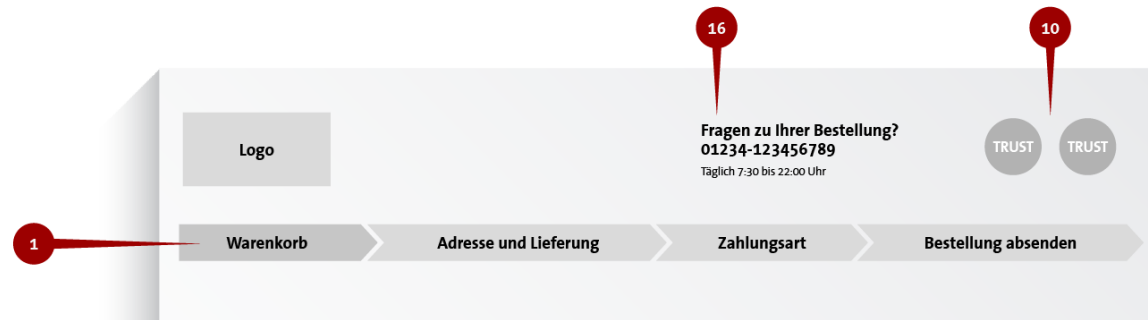 16
10
Logo
Fragen zu Ihrer Bestellung?
01234-123456789
Täglich 7:30 bis 22:00 Uhr
TRUST
TRUST
1
Warenkorb
Adresse und Lieferung
Zahlungsart
Bestellung absenden